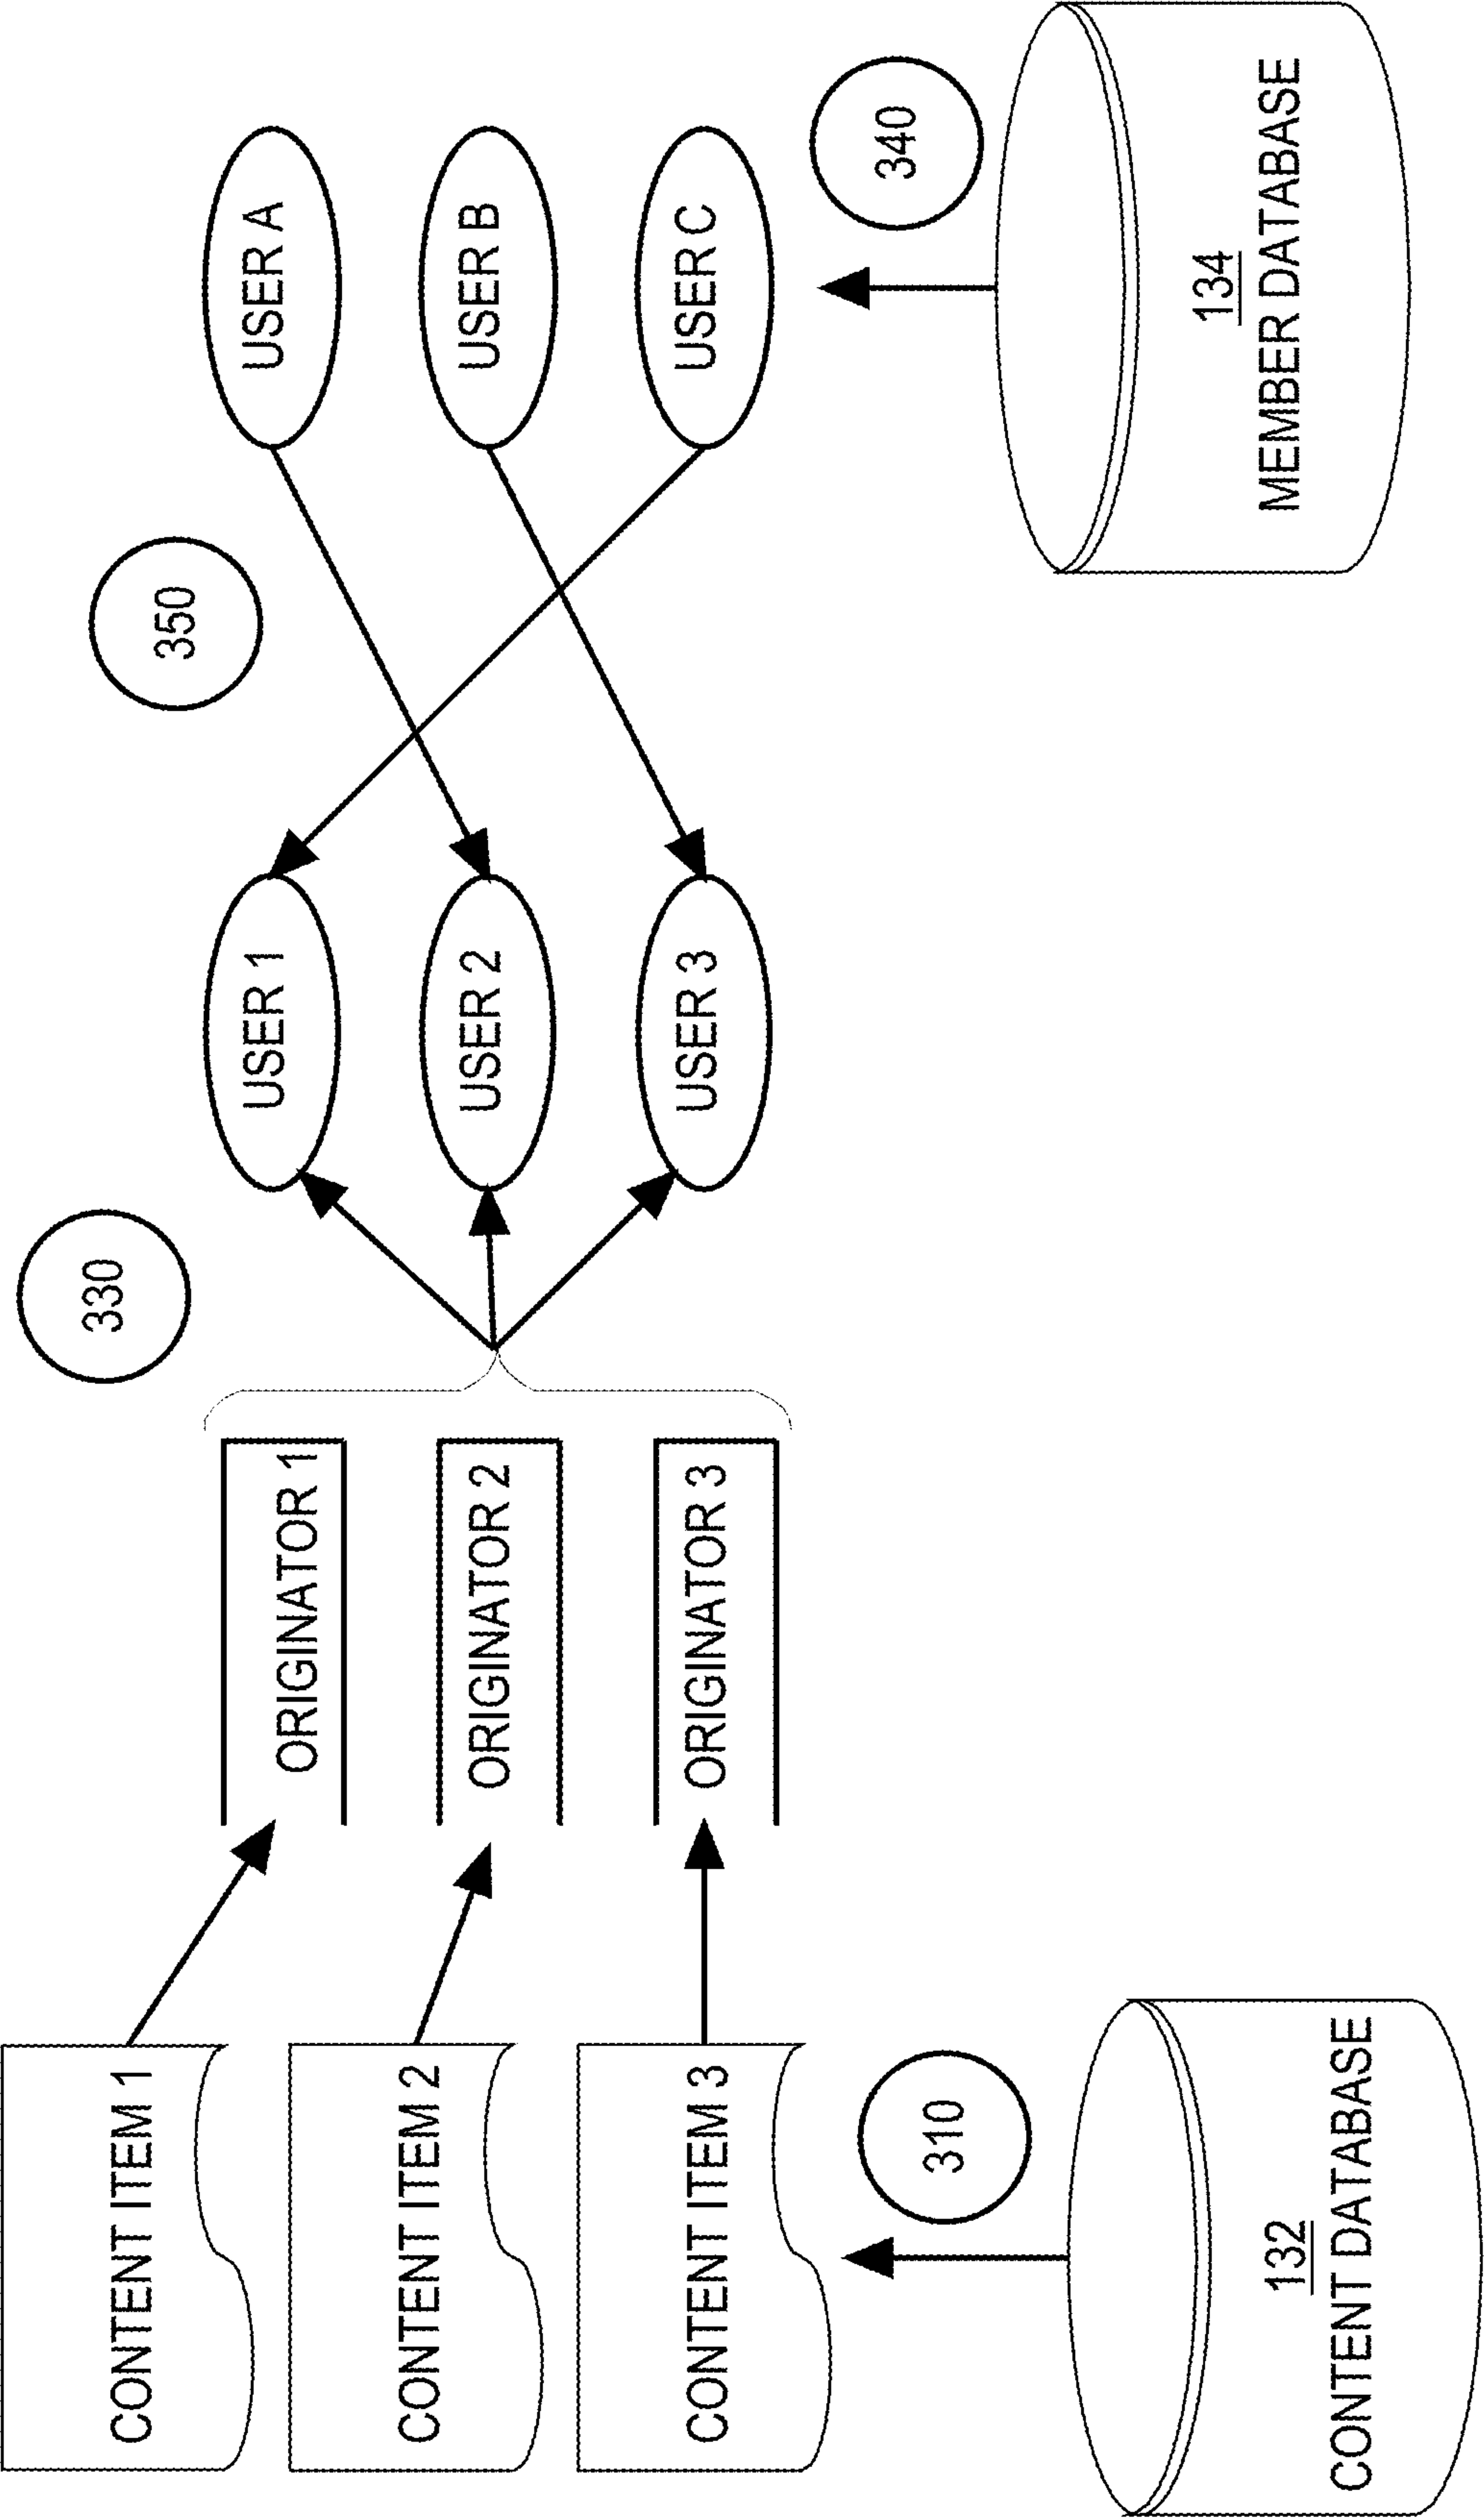 330
350
CONTENT ITEM 1
ORIGINATOR 1
USER 1
USER A
CONTENT ITEM 2
ORIGINATOR 2
USER 2
USER B
CONTENT ITEM 3
ORIGINATOR 3
USER 3
USER C
310
340
132
CONTENT DATABASE
134
MEMBER DATABASE